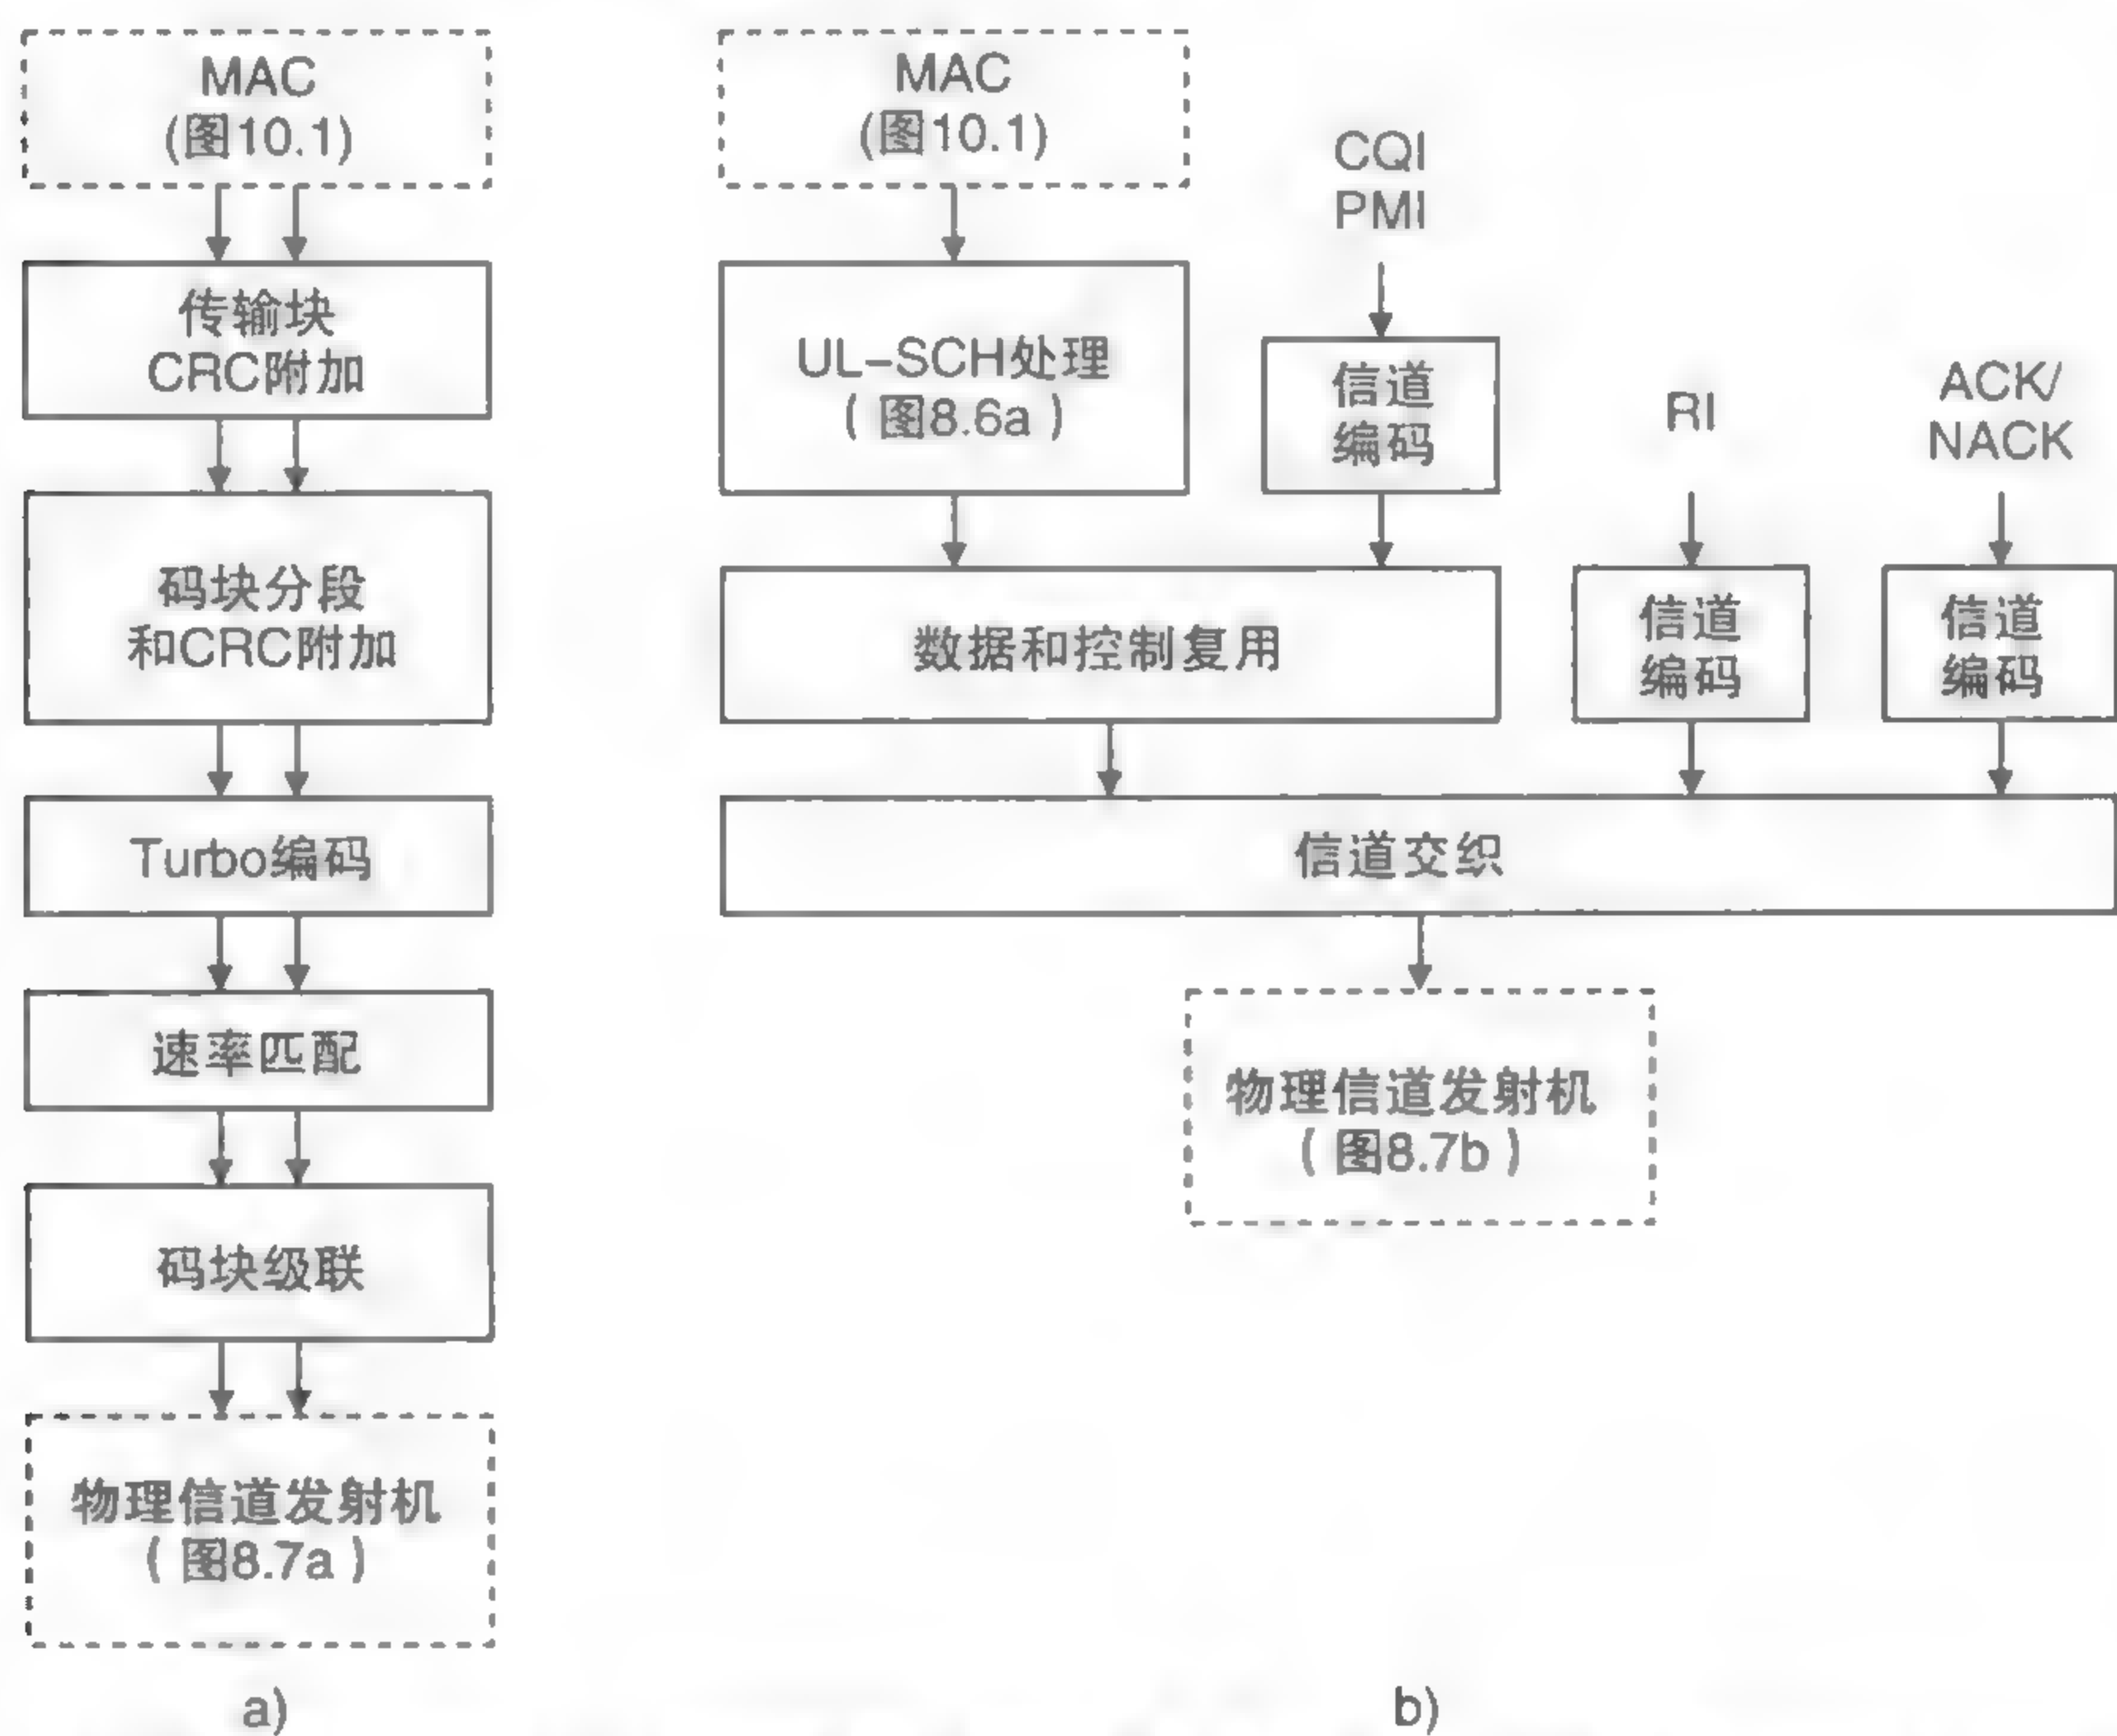 MAC
(图10.1)
传输块
CRC附加
码块分段
和CRC附加
Turbo编码
速率匹配
码块级联
物理信道发射机
(图8.7a)
a)
MAC
(图10.1)
UL-SCH处理
(图8.6a)
CQI
PMI
信道
编码
数据和控制复用
RI
信道
编码
ACK/
NACK
信道
编码
信道交织
物理信道发射机
(图8.7b)
b)